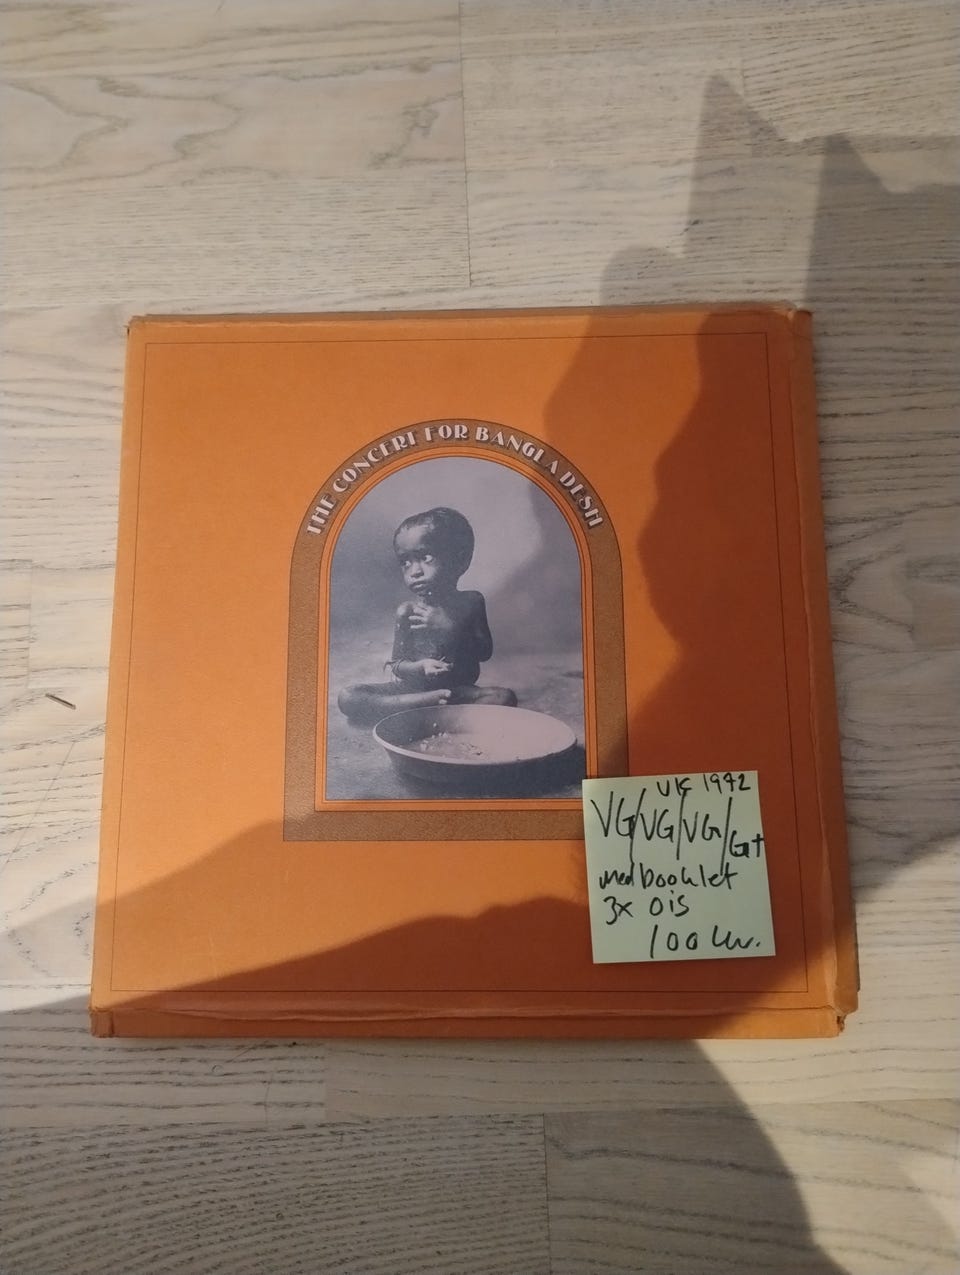 THE CONCERT FOR BANGLA DESH
UK 1972
VG/VG/VG/G+
med booklet
3x OIS
100 kr.